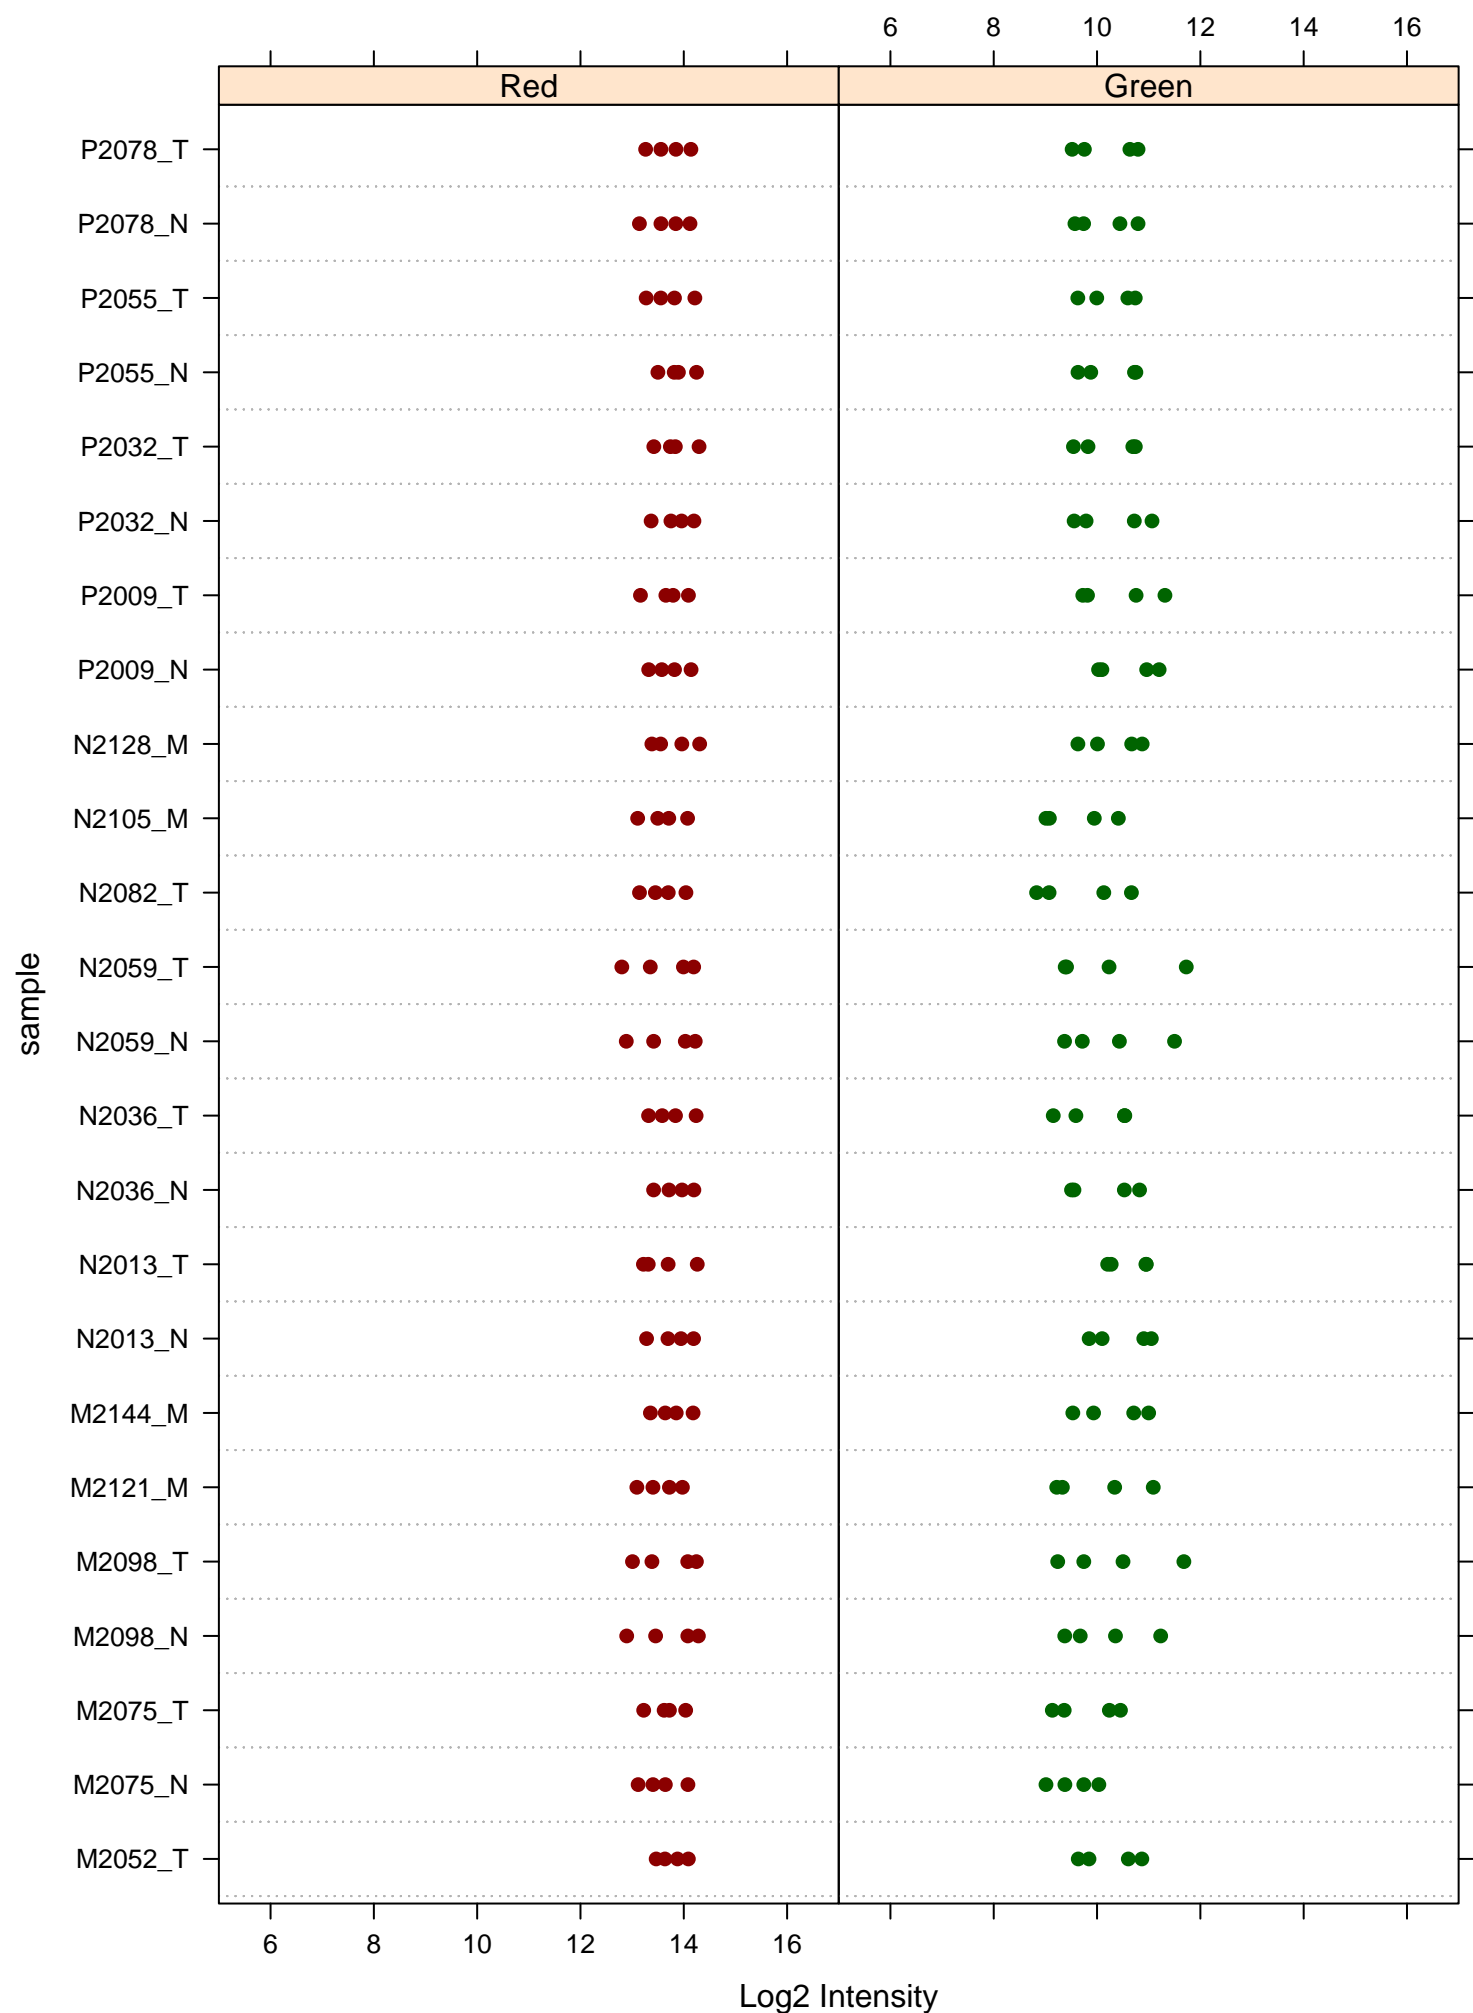 6 8 10 12 14 16
Red Green
P2078_T
P2078_N
P2055_T
P2055_N
P2032_T
P2032_N
P2009_T
P2009_N
N2128_M
N2105_M
N2082_T
N2059_T
N2059_N
N2036_T
N2036_N
N2013_T
N2013_N
M2144_M
M2121_M
M2098_T
M2098_N
M2075_T
M2075_N
M2052_T
sample
6 8 10 12 14 16
Log2 Intensity